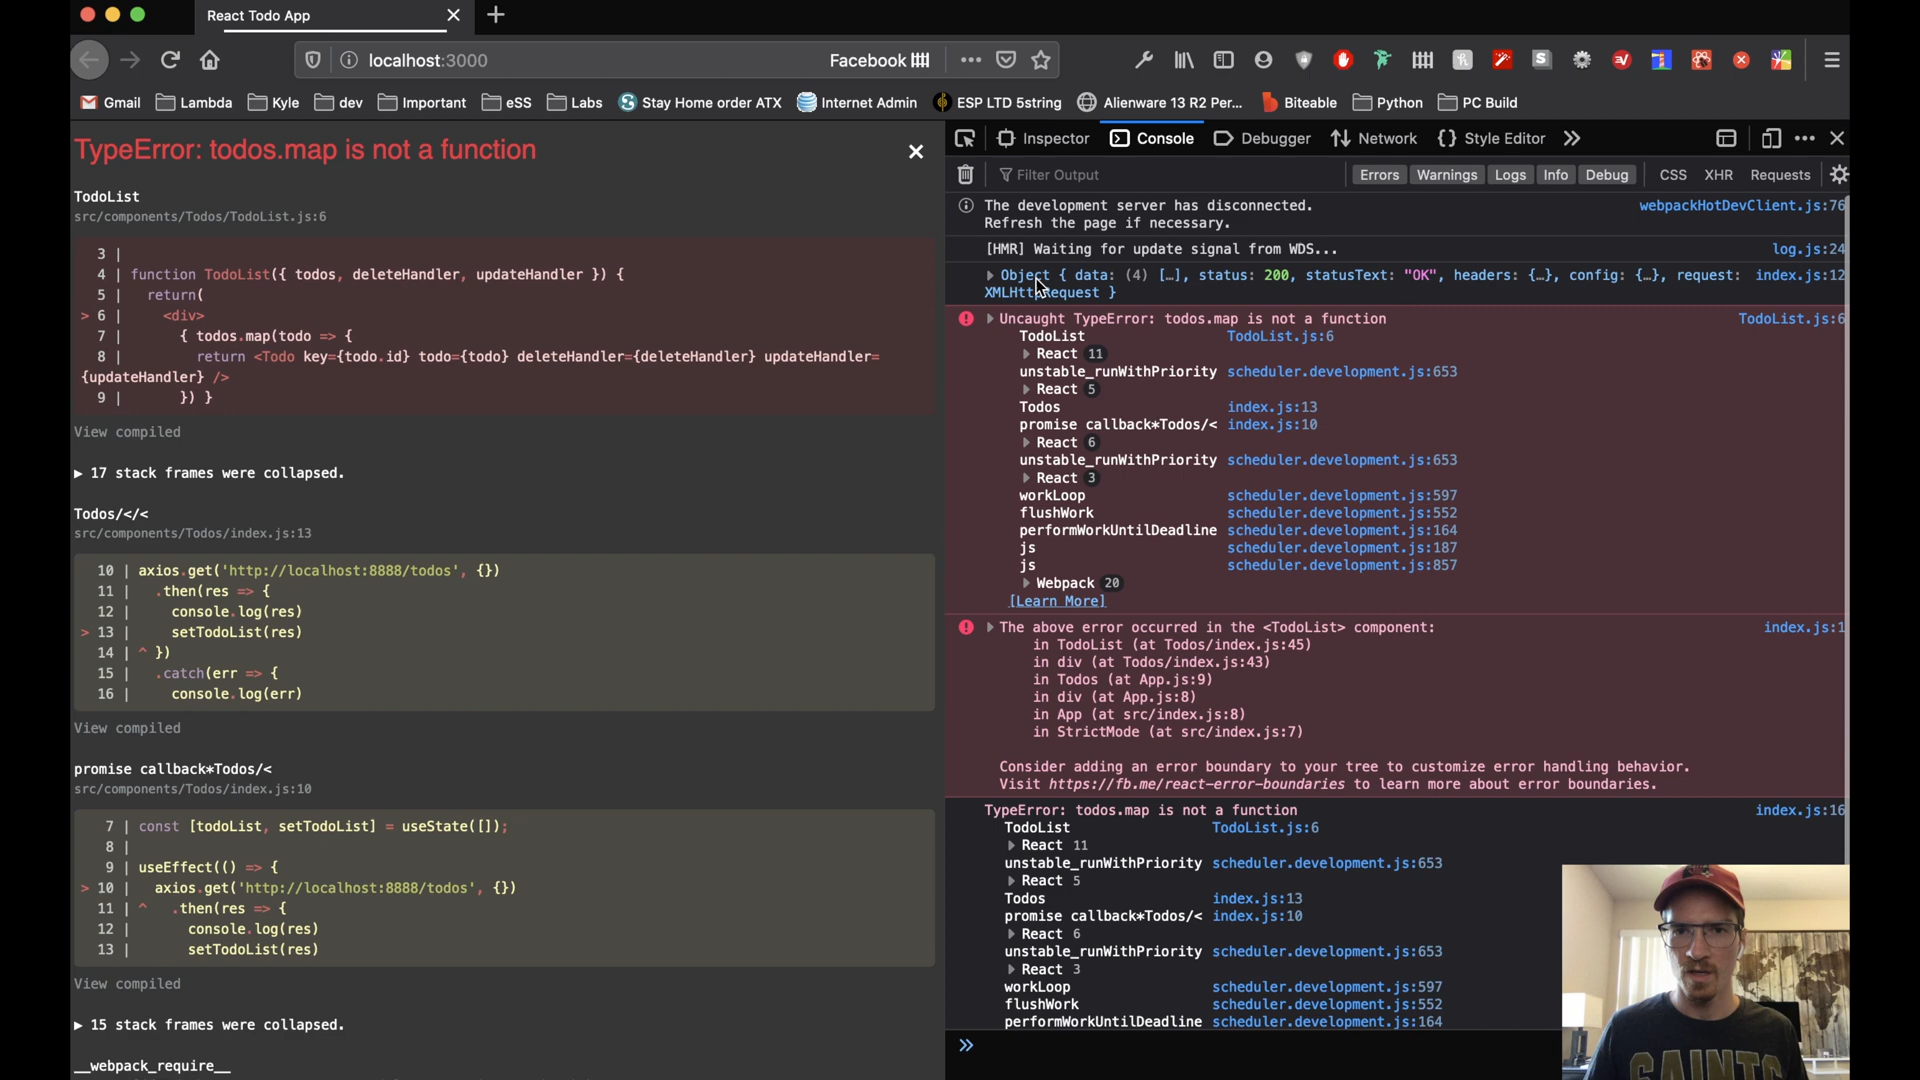 React Todo App
localhost:3000
Facebook
Gmail
Lambda
Kyle
dev
Important
eSS
Labs
Stay Home order ATX
Internet Admin
ESP LTD 5string
Alienware 13 R2 Per...
Biteable
Python
PC Build
TypeError: todos.map is not a function
TodoList
src/components/Todos/TodoList.js:6
3 |
4 | function TodoList({ todos, deleteHandler, updateHandler }) {
5 |   return(
> 6 |     <div>
7 |       { todos.map(todo => {
8 |         return <Todo key={todo.id} todo={todo} deleteHandler={deleteHandler} updateHandler=
{updateHandler} />
9 |       }) }
View compiled
▶ 17 stack frames were collapsed.
Todos/</<
src/components/Todos/index.js:13
10 | axios.get('http://localhost:8888/todos', {})
11 |   .then(res => {
12 |     console.log(res)
> 13 |     setTodoList(res)
14 | ^ })
15 |   .catch(err => {
16 |     console.log(err)
View compiled
promise callback*Todos/<
src/components/Todos/index.js:10
7 | const [todoList, setTodoList] = useState([]);
8 |
9 | useEffect(() => {
> 10 |   axios.get('http://localhost:8888/todos', {})
11 | ^   .then(res => {
12 |       console.log(res)
13 |       setTodoList(res)
View compiled
▶ 15 stack frames were collapsed.
__webpack_require__
Inspector
Console
Debugger
Network
Style Editor
Filter Output
Errors
Warnings
Logs
Info
Debug
CSS
XHR
Requests
The development server has disconnected. webpackHotDevClient.js:76
Refresh the page if necessary.
[HMR] Waiting for update signal from WDS... log.js:24
Object { data: (4) […], status: 200, statusText: "OK", headers: {…}, config: {…}, request: index.js:12
XMLHttpRequest }
Uncaught TypeError: todos.map is not a function TodoList.js:6
TodoList TodoList.js:6
React 11
unstable_runWithPriority scheduler.development.js:653
React 5
Todos index.js:13
promise callback*Todos/< index.js:10
React 6
unstable_runWithPriority scheduler.development.js:653
React 3
workLoop scheduler.development.js:597
flushWork scheduler.development.js:552
performWorkUntilDeadline scheduler.development.js:164
js scheduler.development.js:187
js scheduler.development.js:857
Webpack 20
[Learn More]
The above error occurred in the <TodoList> component: index.js:1
in TodoList (at Todos/index.js:45)
in div (at Todos/index.js:43)
in Todos (at App.js:9)
in div (at App.js:8)
in App (at src/index.js:8)
in StrictMode (at src/index.js:7)
Consider adding an error boundary to your tree to customize error handling behavior.
Visit https://fb.me/react-error-boundaries to learn more about error boundaries.
TypeError: todos.map is not a function index.js:16
TodoList TodoList.js:6
React 11
unstable_runWithPriority scheduler.development.js:653
React 5
Todos index.js:13
promise callback*Todos/< index.js:10
React 6
unstable_runWithPriority scheduler.development.js:653
React 3
workLoop scheduler.development.js:597
flushWork scheduler.development.js:552
performWorkUntilDeadline scheduler.development.js:164
SAINTS